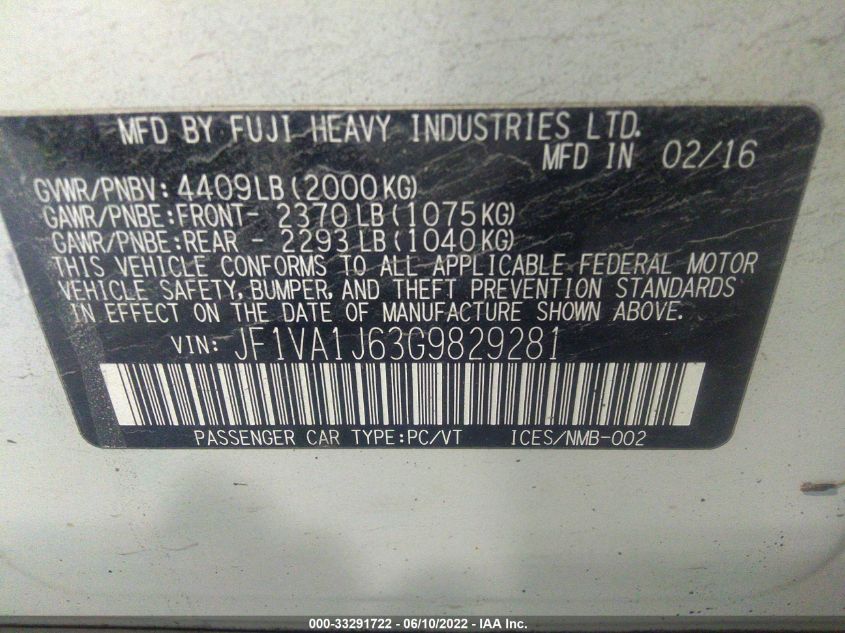 MFD BY FUJI HEAVY INDUSTRIES LTD.
MFD IN 02/16
GVWR/PNBV: 4409LB (2000KG)
GAWR/PNBE:FRONT- 2370 LB (1075KG)
GAWR/PNBE:REAR - 2293 LB (1040KG)
THIS VEHICLE CONFORMS TO ALL APPLICABLE FEDERAL MOTOR
VEHICLE SAFETY, BUMPER, AND THEFT PREVENTION STANDARDS
IN EFFECT ON THE DATE OF MANUFACTURE SHOWN ABOVE.
VIN: JF1VA1J63G9829281
PASSENGER CAR TYPE:PC/VT ICES/NMB-002
000-33291722 - 06/10/2022 - IAA Inc.